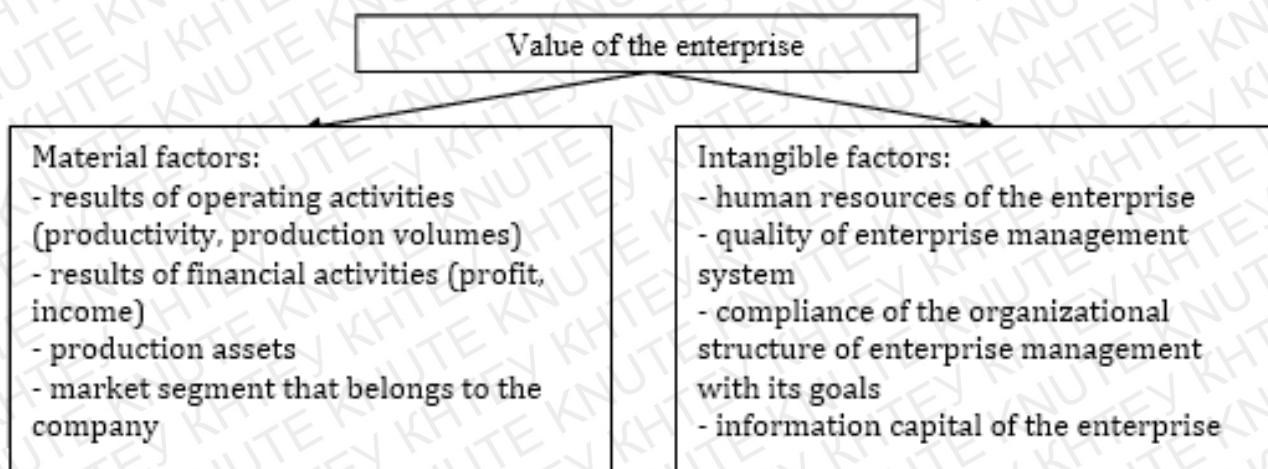 Value of the enterprise
Material factors:
- results of operating activities
(productivity, production volumes)
- results of financial activities (profit,
income)
- production assets
- market segment that belongs to the
company
Intangible factors:
- human resources of the enterprise
- quality of enterprise management
system
- compliance of the organizational
structure of enterprise management
with its goals
- information capital of the enterprise